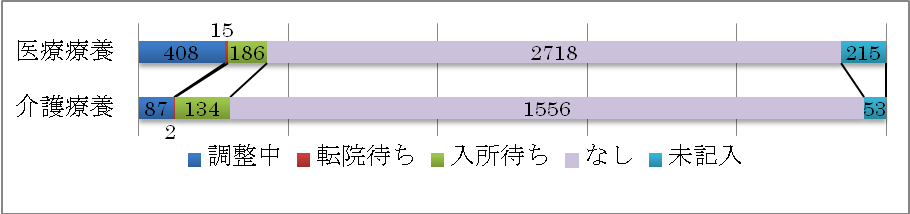 15
医療療養 408 186 2718 215
介護療養 87 134 1556 53
2
調整中 転院待ち 入所待ち なし 未記入